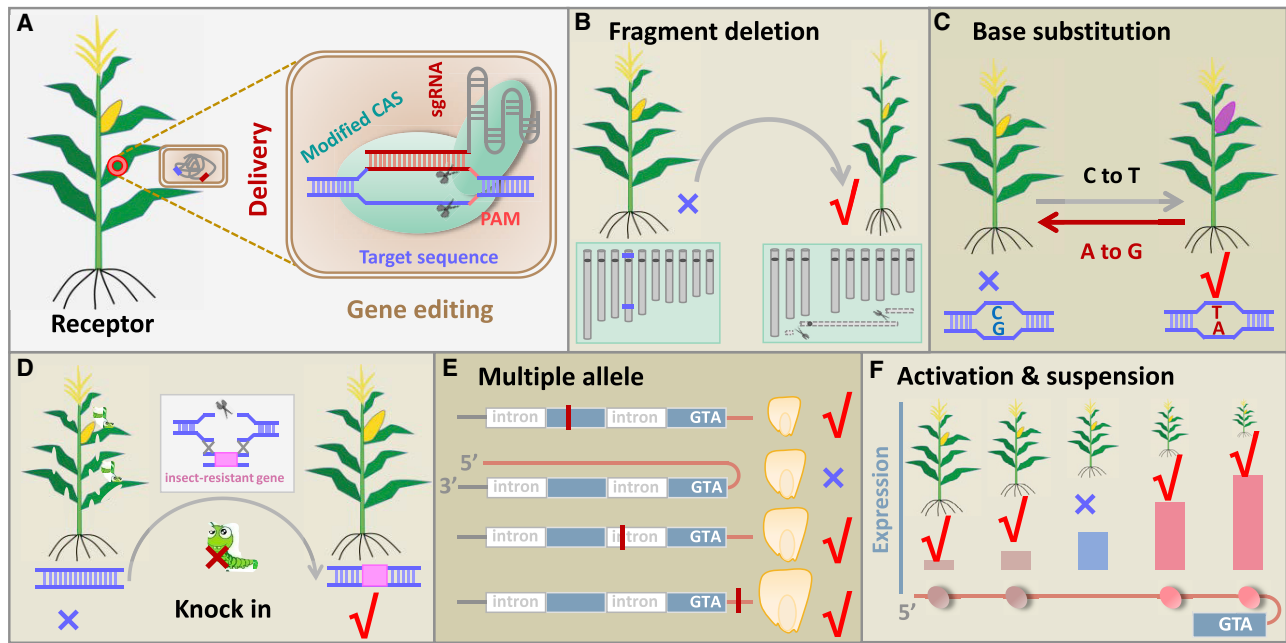 A
sgRNA
Modified CAS
Delivery
PAM
Target sequence
Receptor
Gene editing
B
Fragment deletion
C
Base substitution
C to T
A to G
C
G
T
A
D
insect-resistant gene
Knock in
E
Multiple allele
intron
intron
GTA
5’
3’
intron
intron
GTA
intron
intron
GTA
intron
intron
GTA
F
Activation & suspension
Expression
5’
GTA